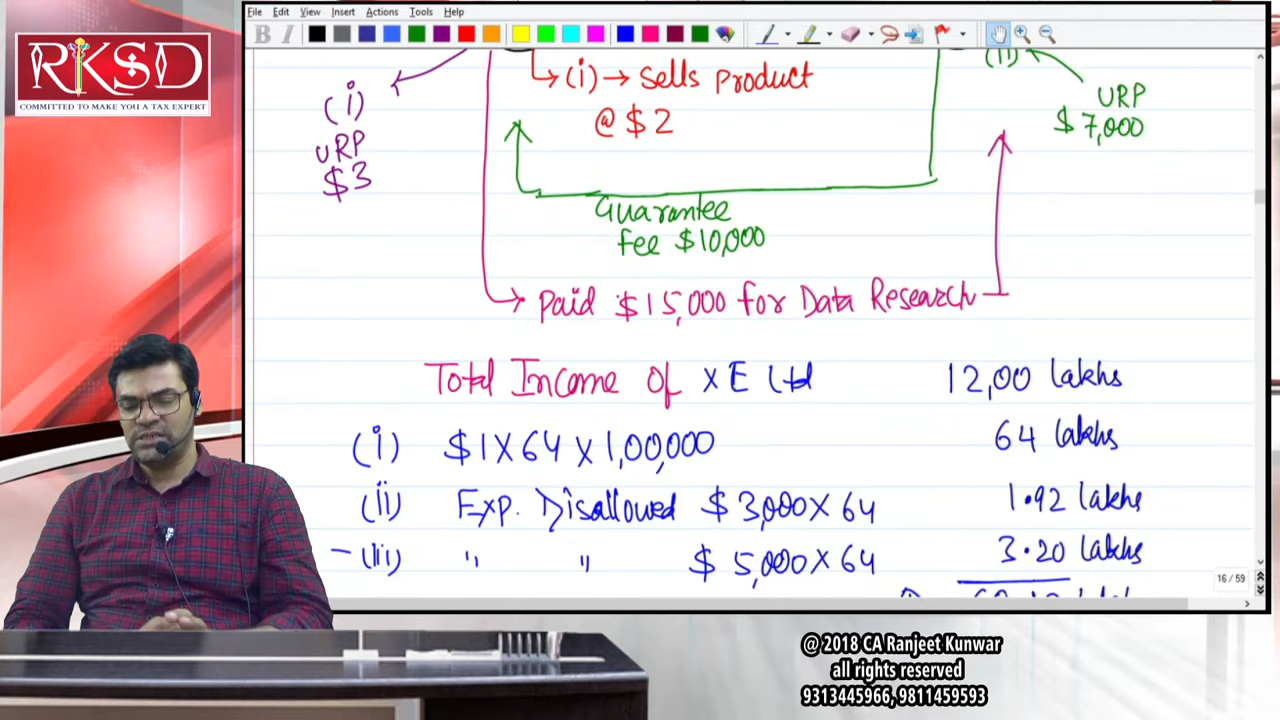 File Edit View Insert Actions Tools Help
B I
RKSD
COMMITTED TO MAKE YOU A TAX EXPERT
(i)
URP
$3
(i) → Sells product
@ $2
(ii)
URP
$7,000
Guarantee
fee $10,000
Paid $15,000 for Data Research
Total Income Of XE Ltd 12,00 lakhs
(i) $1 X 64 X 1,00,000 64 lakhs
(ii) Exp. Disallowed $3,000 X 64 1.92 lakhs
- (iii) " " $ 5,000 X 64 3.20 lakhs
16 / 59
@ 2018 CA Ranjeet Kunwar
all rights reserved
9313445966, 9811459593